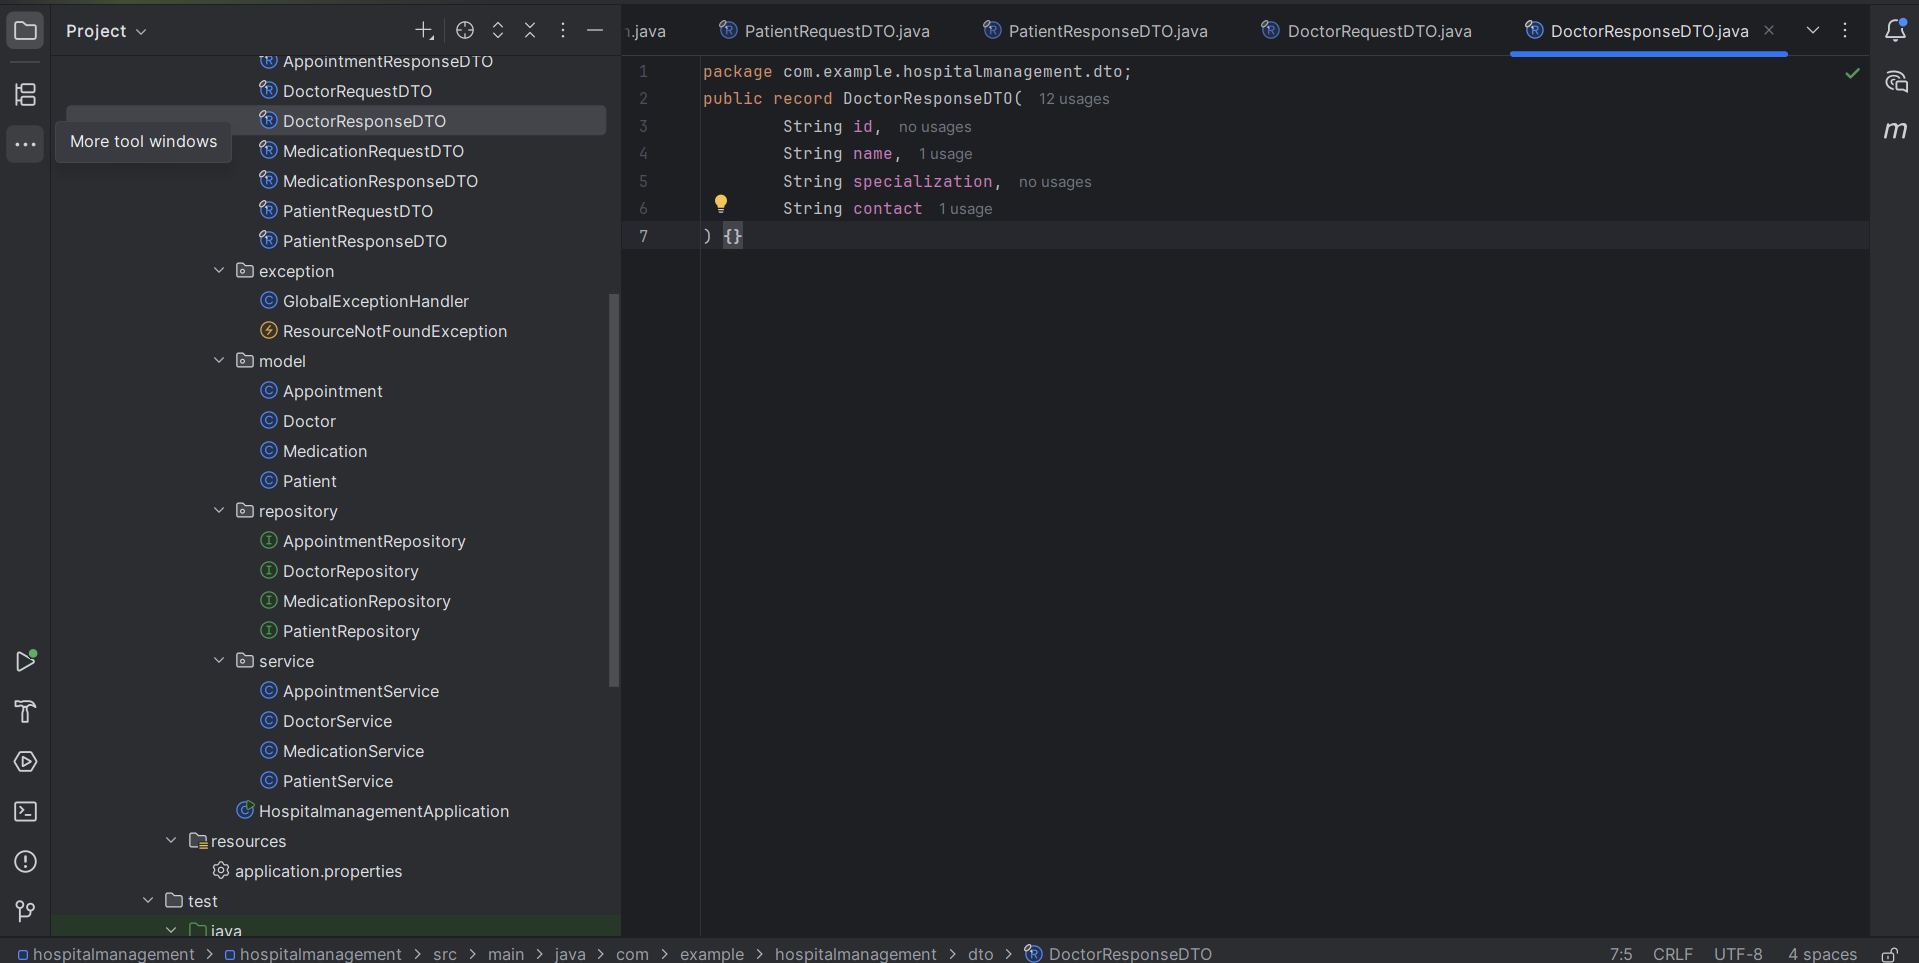 Project
AppointmentResponseDTO
DoctorRequestDTO
DoctorResponseDTO
More tool windows
MedicationRequestDTO
MedicationResponseDTO
PatientRequestDTO
PatientResponseDTO
exception
GlobalExceptionHandler
ResourceNotFoundException
model
Appointment
Doctor
Medication
Patient
repository
AppointmentRepository
DoctorRepository
MedicationRepository
PatientRepository
service
AppointmentService
DoctorService
MedicationService
PatientService
HospitalmanagementApplication
resources
application.properties
test
java
.java PatientRequestDTO.java PatientResponseDTO.java DoctorRequestDTO.java DoctorResponseDTO.java
1 package com.example.hospitalmanagement.dto;
2 public record DoctorResponseDTO( 12 usages
3 String id, no usages
4 String name, 1 usage
5 String specialization, no usages
6 String contact 1 usage
7 ) {}
m
hospitalmanagement > hospitalmanagement > src > main > java > com > example > hospitalmanagement > dto > DoctorResponseDTO 7:5 CRLF UTF-8 4 spaces